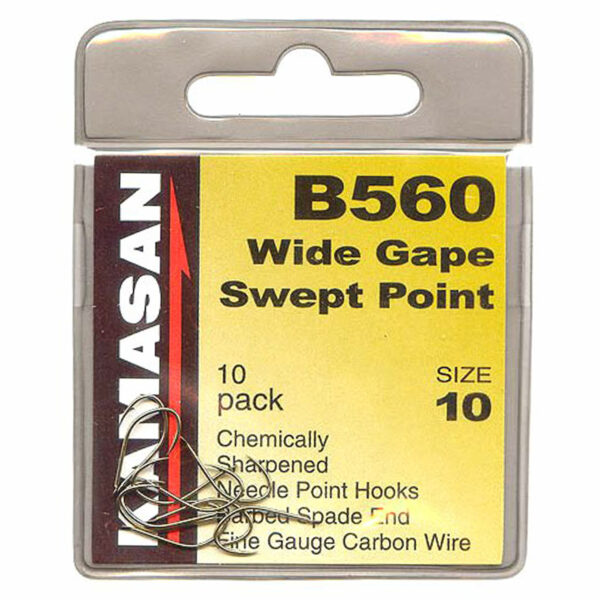 KAMASAN
B560
Wide Gape
Swept Point
10
pack
SIZE
10
Chemically
Sharpened
Needle Point Hooks
Barbed Spade End
Fine Gauge Carbon Wire